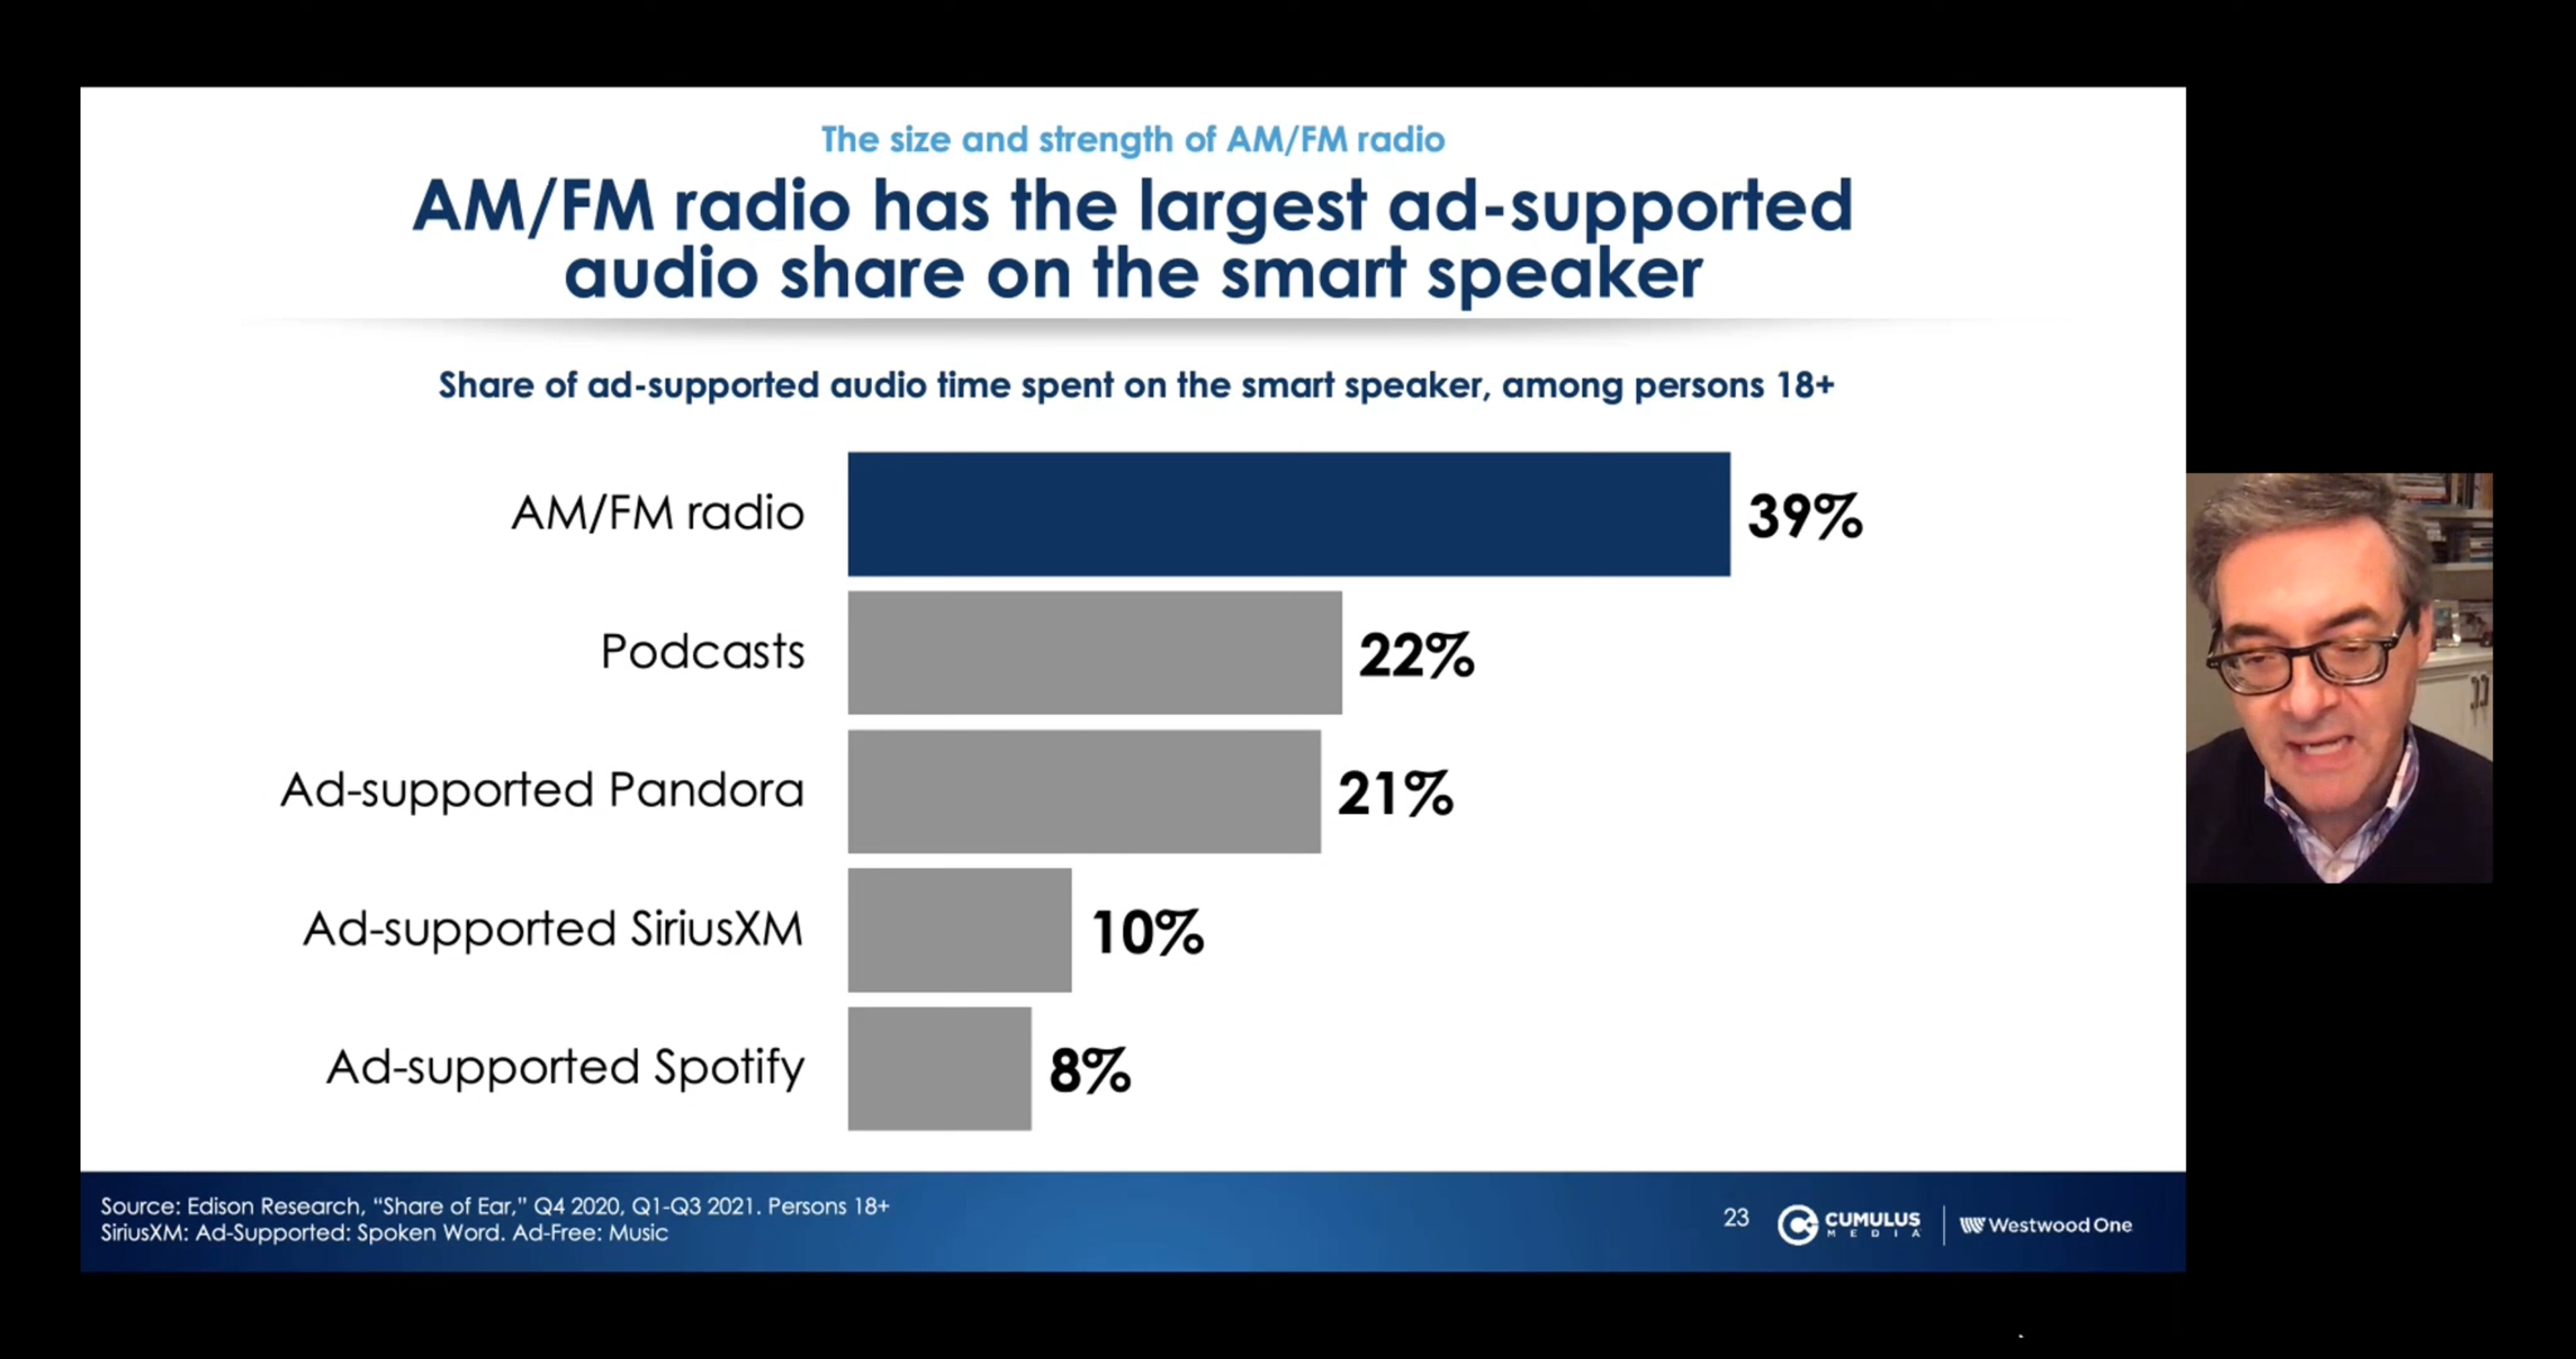 The size and strength of AM/FM radio
AM/FM radio has the largest ad-supported
audio share on the smart speaker
Share of ad-supported audio time spent on the smart speaker, among persons 18+
AM/FM radio 39%
Podcasts 22%
Ad-supported Pandora 21%
Ad-supported SiriusXM 10%
Ad-supported Spotify 8%
Source: Edison Research, “Share of Ear,” Q4 2020, Q1-Q3 2021. Persons 18+
SiriusXM: Ad-Supported: Spoken Word. Ad-Free: Music
23
CUMULUS
MEDIA
Westwood One